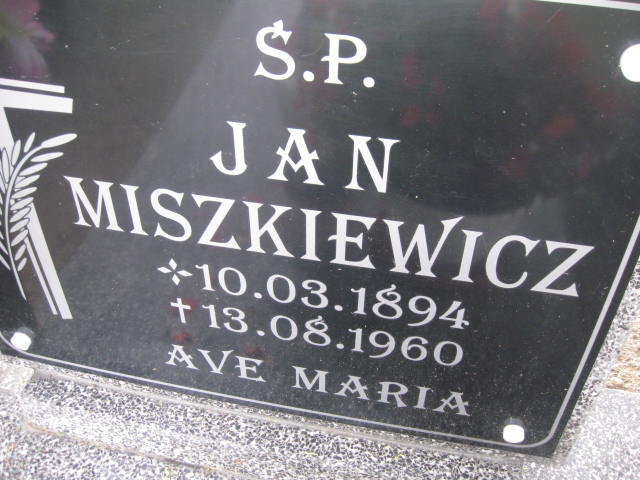 Ś.P.
JAN
MISZKIEWICZ
✣10.03.1894
†13.08.1960
AVE MARIA